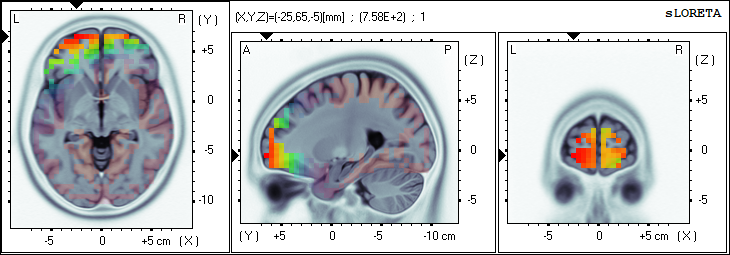 L R (Y)
+5
0
-5
-10
-5 0 +5 cm (X)
(X,Y,Z)=(-25,65,-5)[mm] ; (7.58E+2) ; 1
sLORETA
A P
(Z)
+5
0
-5
(Y) +5 0 -5 -10 cm
L R
(Z)
+5
0
-5
-5 0 +5 cm (X)